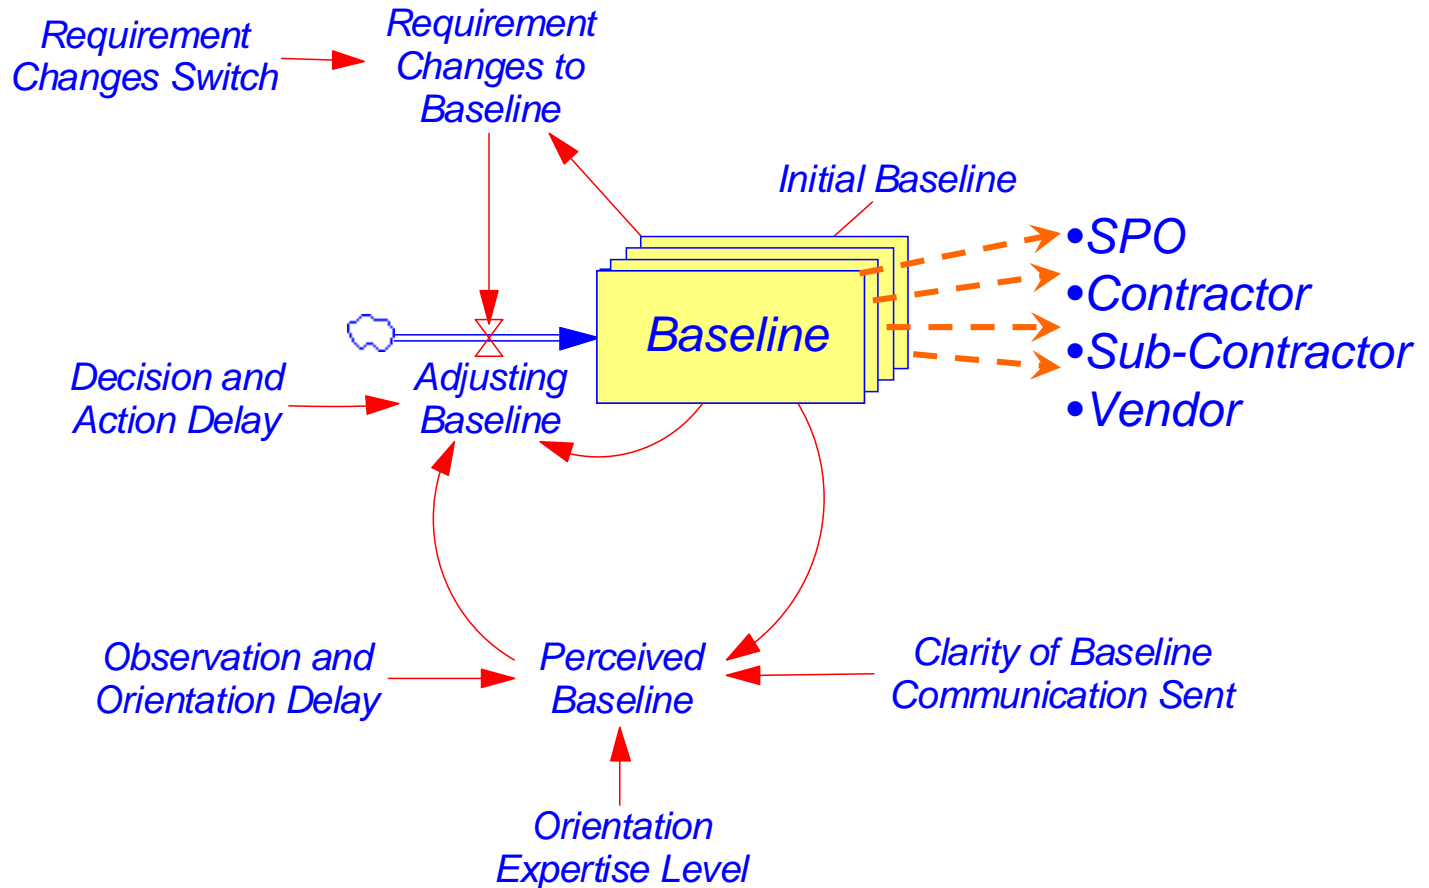 Requirement
Changes Switch
Requirement
Changes to
Baseline
Initial Baseline
•SPO
•Contractor
•Sub-Contractor
•Vendor
Baseline
Decision and
Action Delay
Adjusting
Baseline
Observation and
Orientation Delay
Perceived
Baseline
Clarity of Baseline
Communication Sent
Orientation
Expertise Level